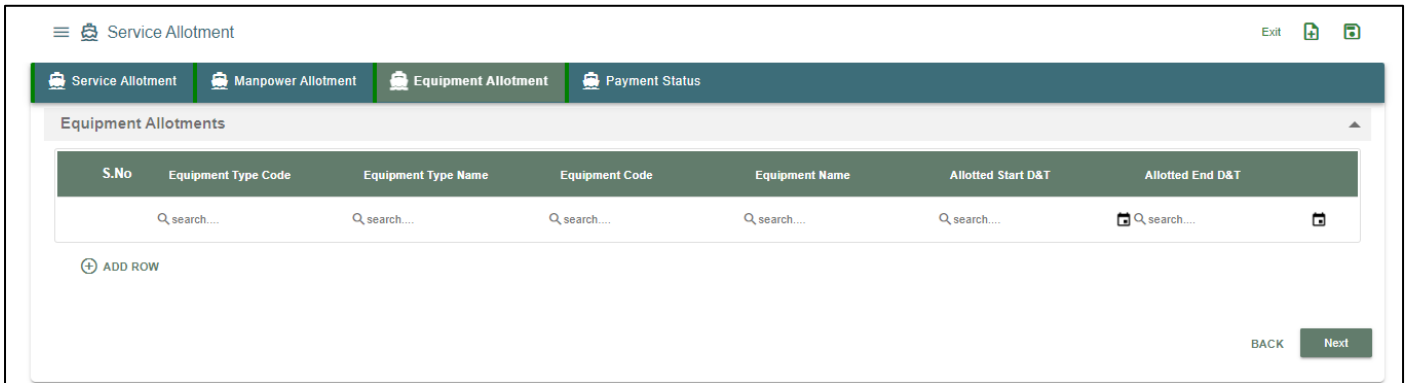 Service Allotment Exit
Service Allotment Manpower Allotment Equipment Allotment Payment Status
Equipment Allotments
S.No Equipment Type Code Equipment Type Name Equipment Code Equipment Name Allotted Start D&T Allotted End D&T
search.... search.... search.... search.... search.... search....
ADD ROW
BACK Next